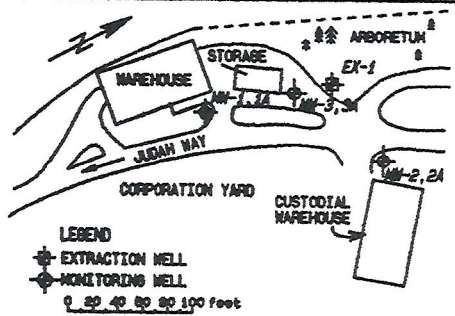 N
ARBORETUM
STORAGE
WAREHOUSE
EX-1
MW-1,1A
MW-3,3A
JUDAH WAY
MW-2,2A
CORPORATION YARD
CUSTODIAL
WAREHOUSE
LEGEND
EXTRACTION WELL
MONITORING WELL
0 20 40 60 80 100 feet